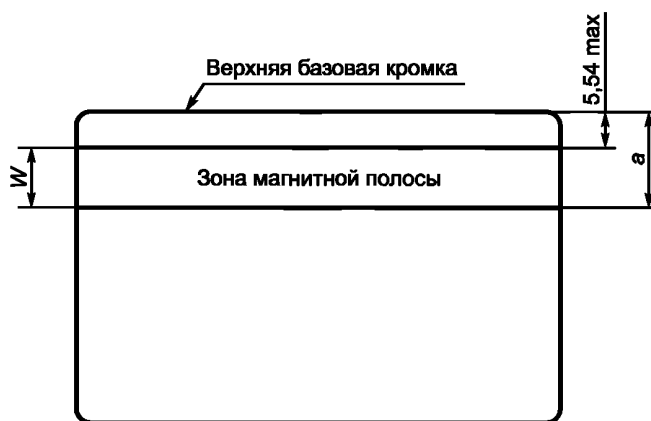 Верхняя базовая кромка
5,54 max
Зона магнитной полосы
W
a